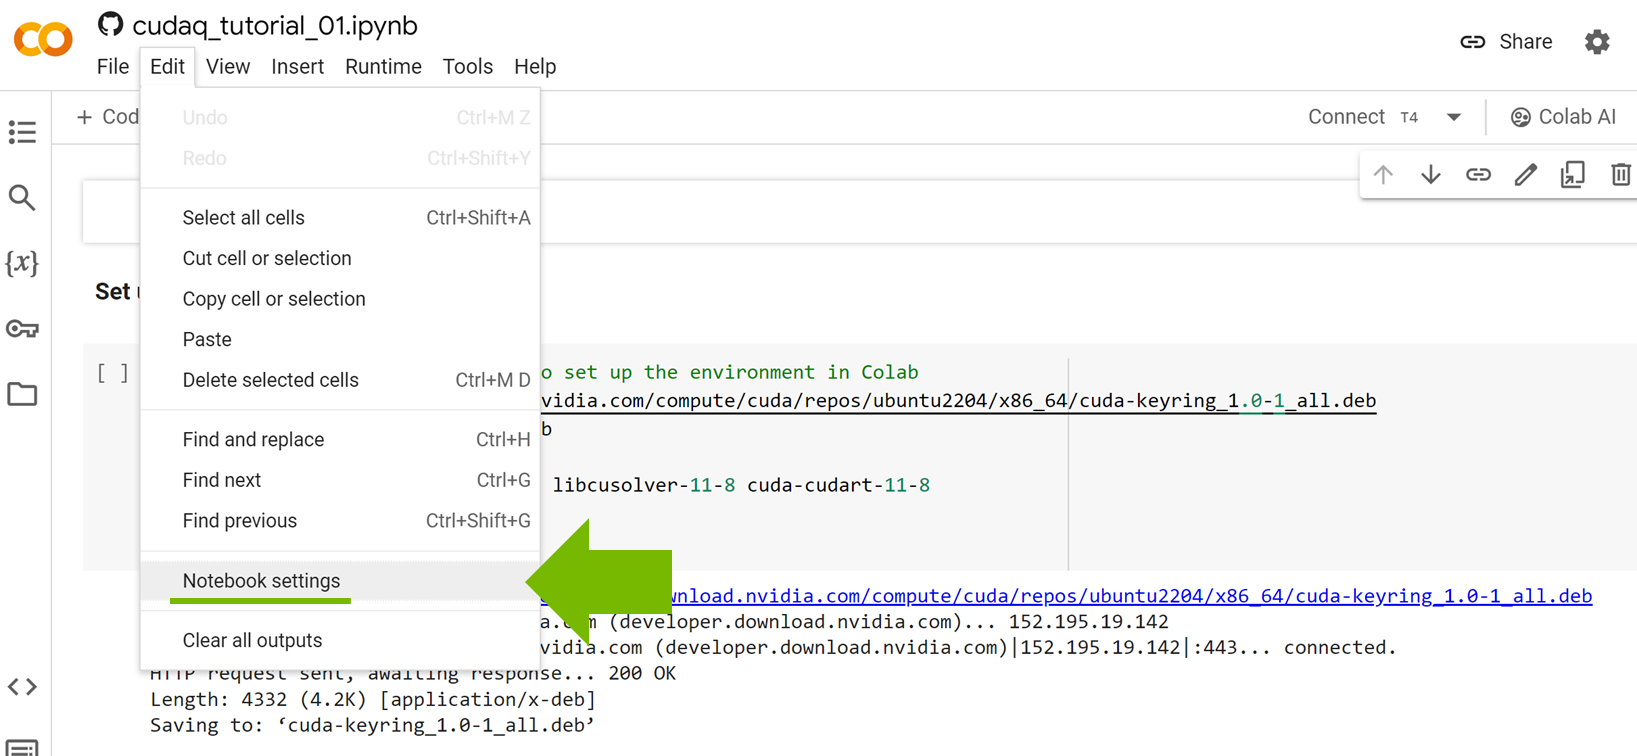 cudaq_tutorial_01.ipynb
File Edit View Insert Runtime Tools Help
Share
+ Cod
Connect T4
Colab AI
Undo Ctrl+M Z
Redo Ctrl+Shift+Y
Select all cells Ctrl+Shift+A
Cut cell or selection
Copy cell or selection
Paste
Delete selected cells Ctrl+M D
Find and replace Ctrl+H
Find next Ctrl+G
Find previous Ctrl+Shift+G
Notebook settings
Clear all outputs
{x}
Set
[ ]
o set up the environment in Colab
vidia.com/compute/cuda/repos/ubuntu2204/x86_64/cuda-keyring_1.0-1_all.deb
b
libcusolver-11-8 cuda-cudart-11-8
wnload.nvidia.com/compute/cuda/repos/ubuntu2204/x86_64/cuda-keyring_1.0-1_all.deb
a.com (developer.download.nvidia.com)... 152.195.19.142
vidia.com (developer.download.nvidia.com)|152.195.19.142|:443... connected.
HTTP request sent, awaiting response... 200 OK
Length: 4332 (4.2K) [application/x-deb]
Saving to: ‘cuda-keyring_1.0-1_all.deb’